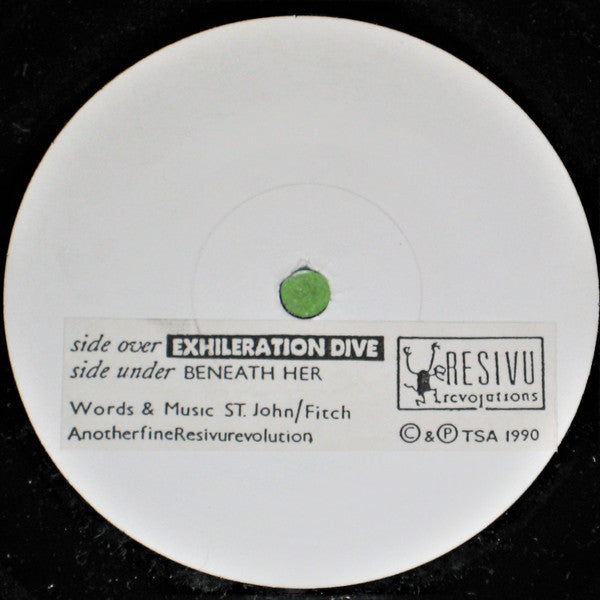 side over EXHILERATION DIVE
side under BENEATH HER
Words & Music ST. John/Fitch
AnotherfineResivurevolution
RESIVU
revolutions
© & ℗ TSA 1990